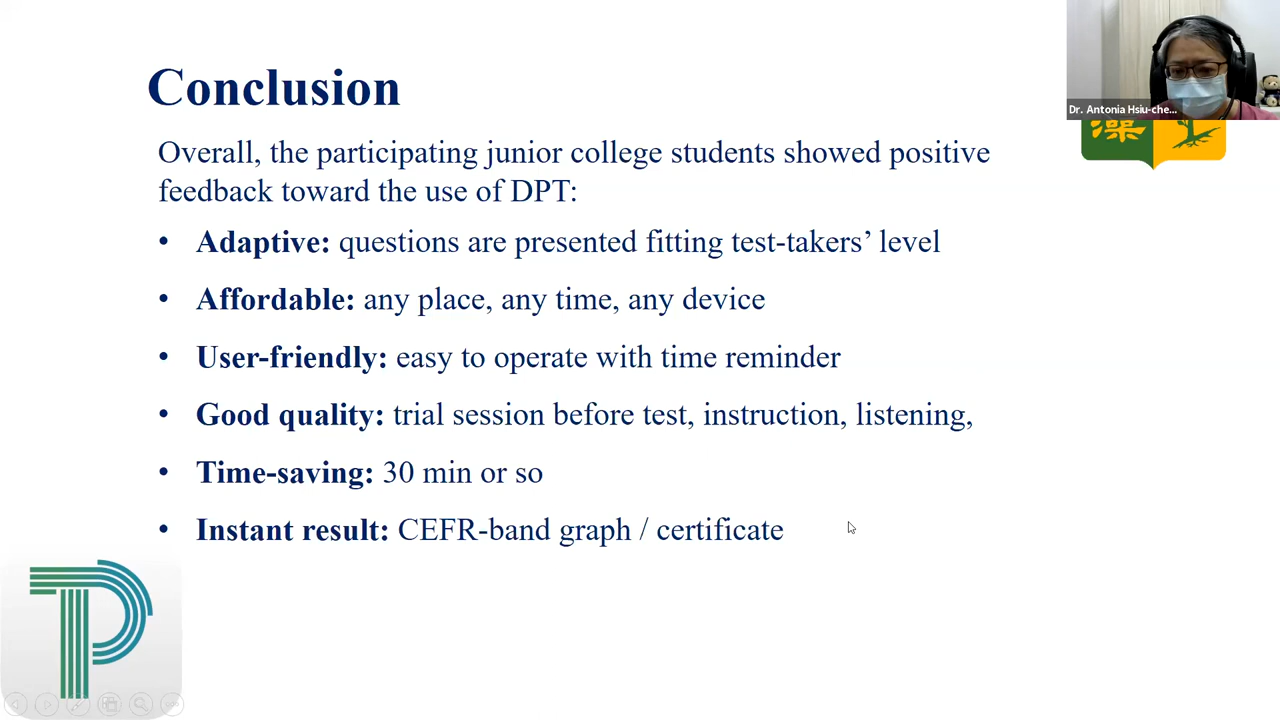 Conclusion
Dr. Antonia Hsiu-che...
藻
Overall, the participating junior college students showed positive
feedback toward the use of DPT:
• Adaptive: questions are presented fitting test-takers’ level
• Affordable: any place, any time, any device
• User-friendly: easy to operate with time reminder
• Good quality: trial session before test, instruction, listening,
• Time-saving: 30 min or so
• Instant result: CEFR-band graph / certificate
TP